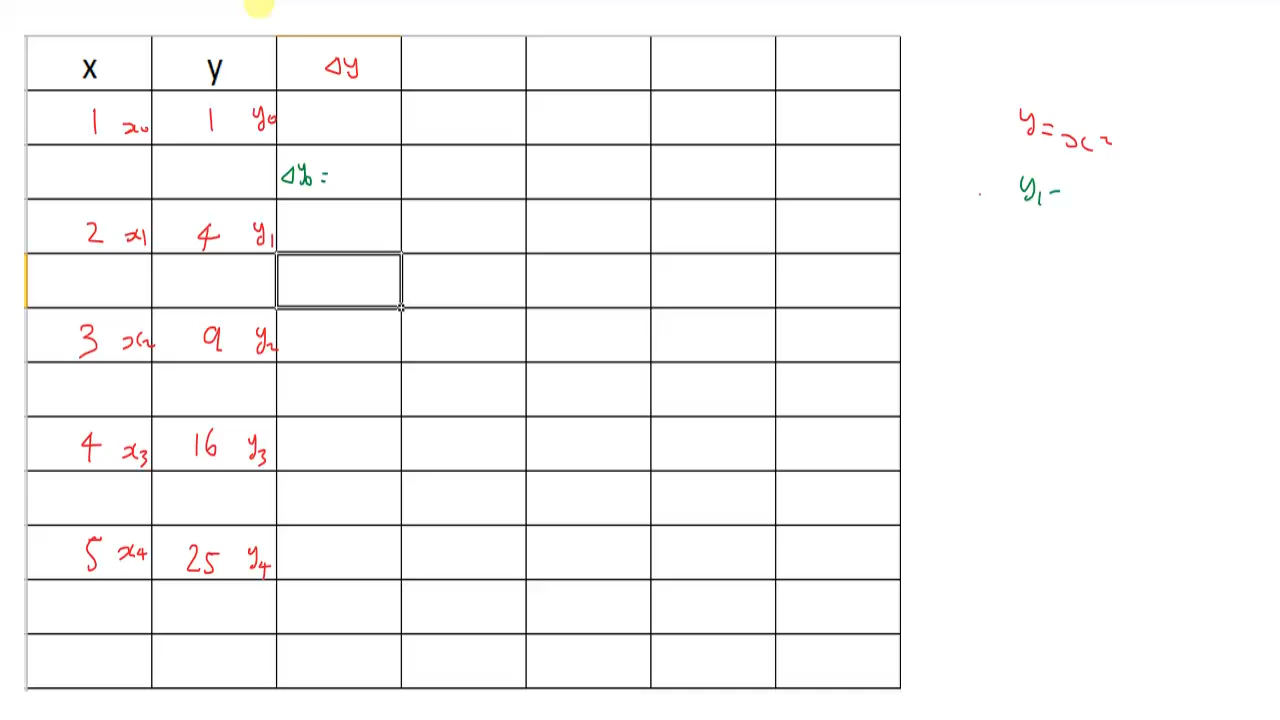 x y Δy
1 x₀ 1 y₀
Δy₀ =
2 x₁ 4 y₁
3 x₂ 9 y₂
4 x₃ 16 y₃
5 x₄ 25 y₄
y = x²
y₁ -